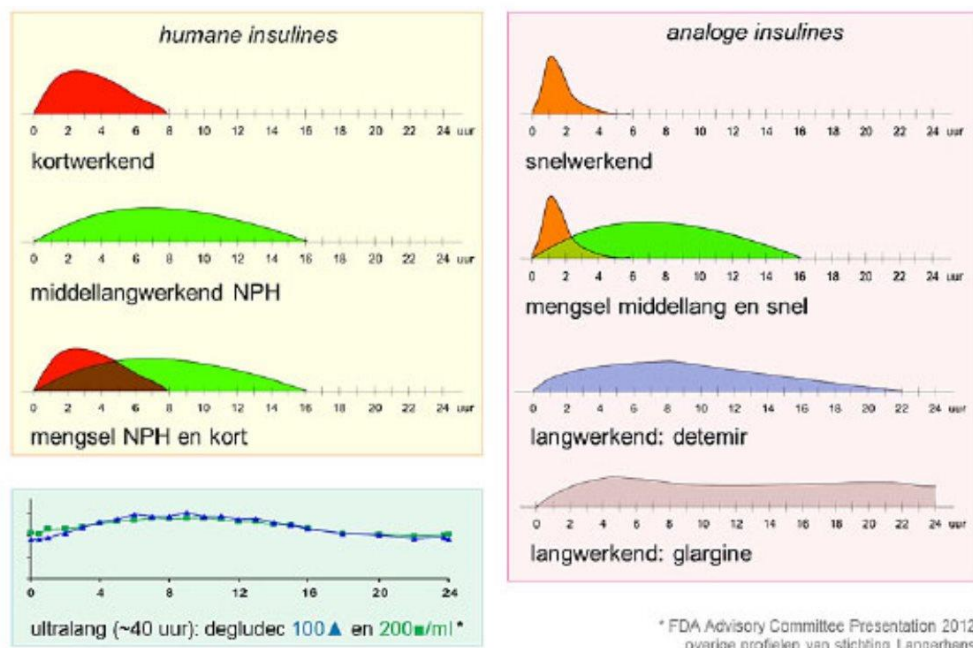 humane insulines
0 2 4 6 8 10 12 14 16 18 20 22 24 uur
kortwerkend
0 2 4 6 8 10 12 14 16 18 20 22 24 uur
middellangwerkend NPH
0 2 4 6 8 10 12 14 16 18 20 22 24 uur
mengsel NPH en kort
0 4 8 12 16 20 24
ultralang (~40 uur): degludec 100▲ en 200■/ml*
analoge insulines
0 2 4 6 8 10 12 14 16 18 20 22 24 uur
snelwerkend
0 2 4 6 8 10 12 14 16 18 20 22 24 uur
mengsel middellang en snel
0 2 4 6 8 10 12 14 16 18 20 22 24 uur
langwerkend: detemir
0 2 4 6 8 10 12 14 16 18 20 22 24 uur
langwerkend: glargine
* FDA Advisory Committee Presentation 2012
overige profielen van stichting Langerhans